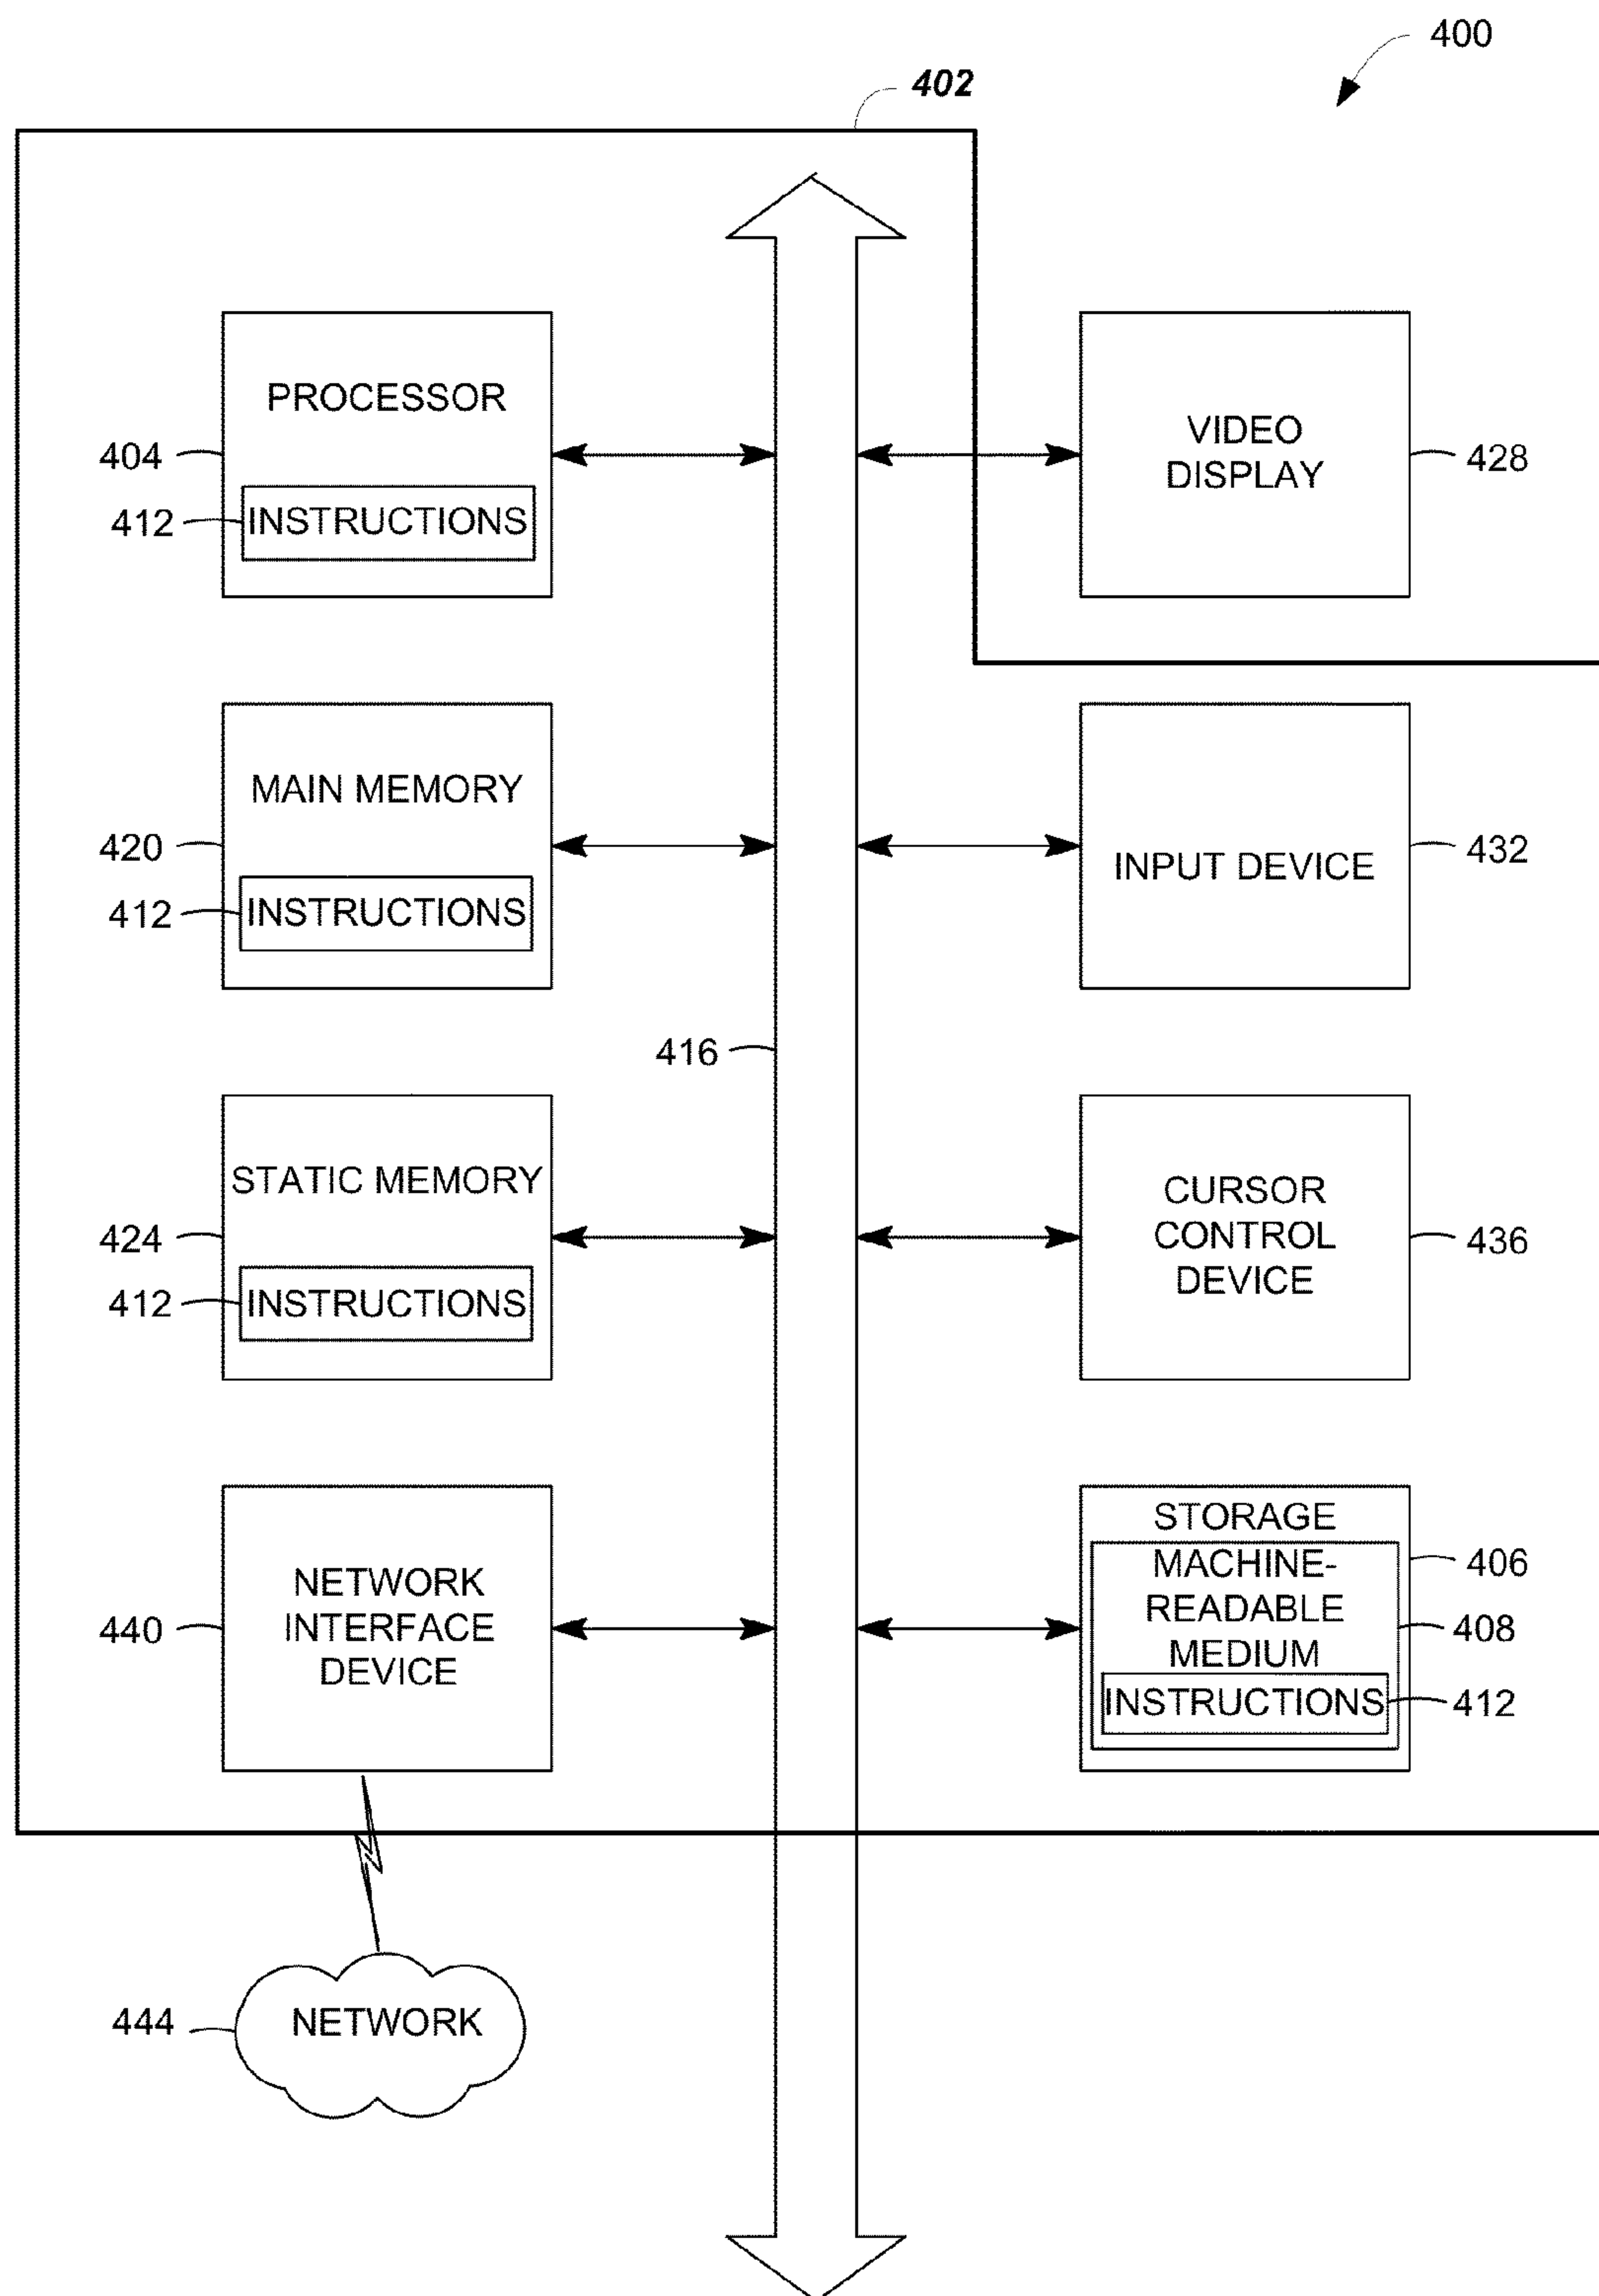 400
402
PROCESSOR
404
412
INSTRUCTIONS
VIDEO
DISPLAY
428
MAIN MEMORY
420
412
INSTRUCTIONS
INPUT DEVICE
432
416
STATIC MEMORY
424
412
INSTRUCTIONS
CURSOR
CONTROL
DEVICE
436
NETWORK
INTERFACE
DEVICE
440
STORAGE
406
MACHINE-
READABLE
MEDIUM
408
INSTRUCTIONS
412
444
NETWORK